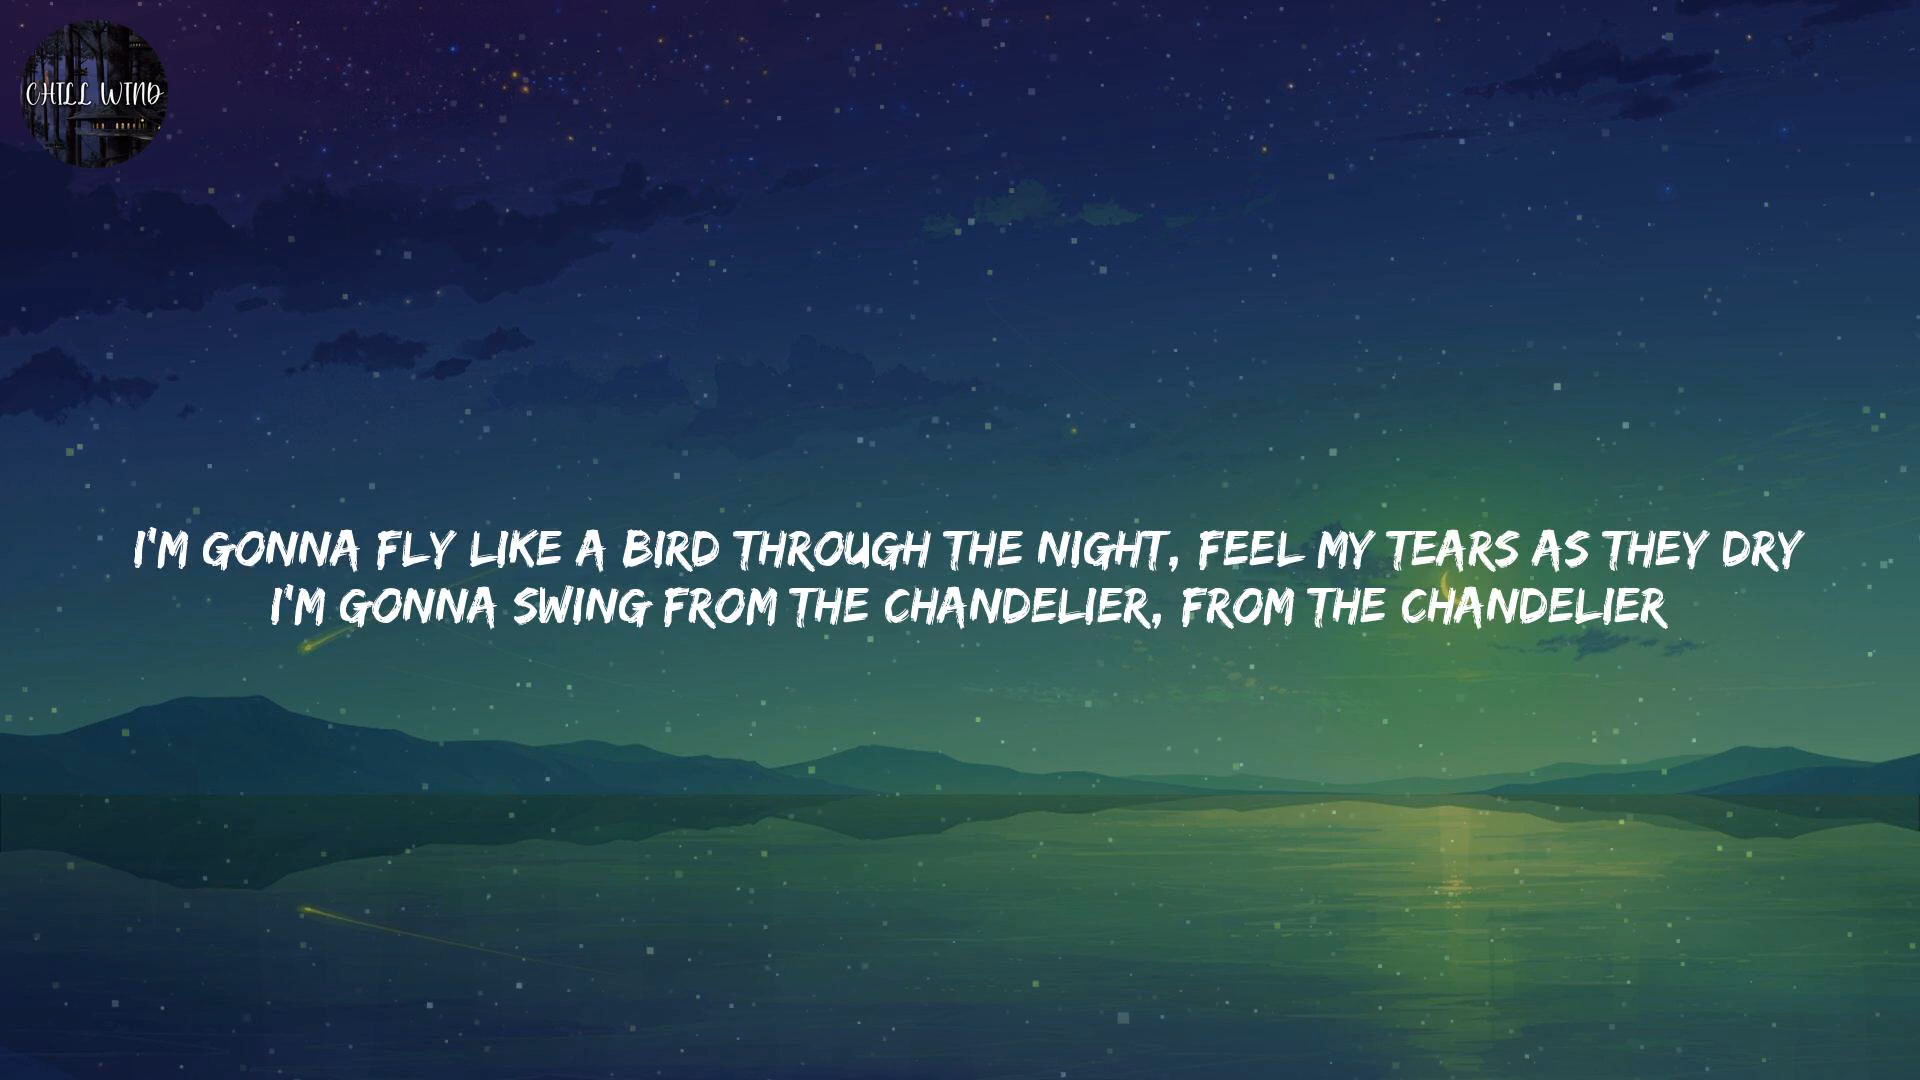 CHILL WIND
I'M GONNA FLY LIKE A BIRD THROUGH THE NIGHT, FEEL MY TEARS AS THEY DRY
I'M GONNA SWING FROM THE CHANDELIER, FROM THE CHANDELIER